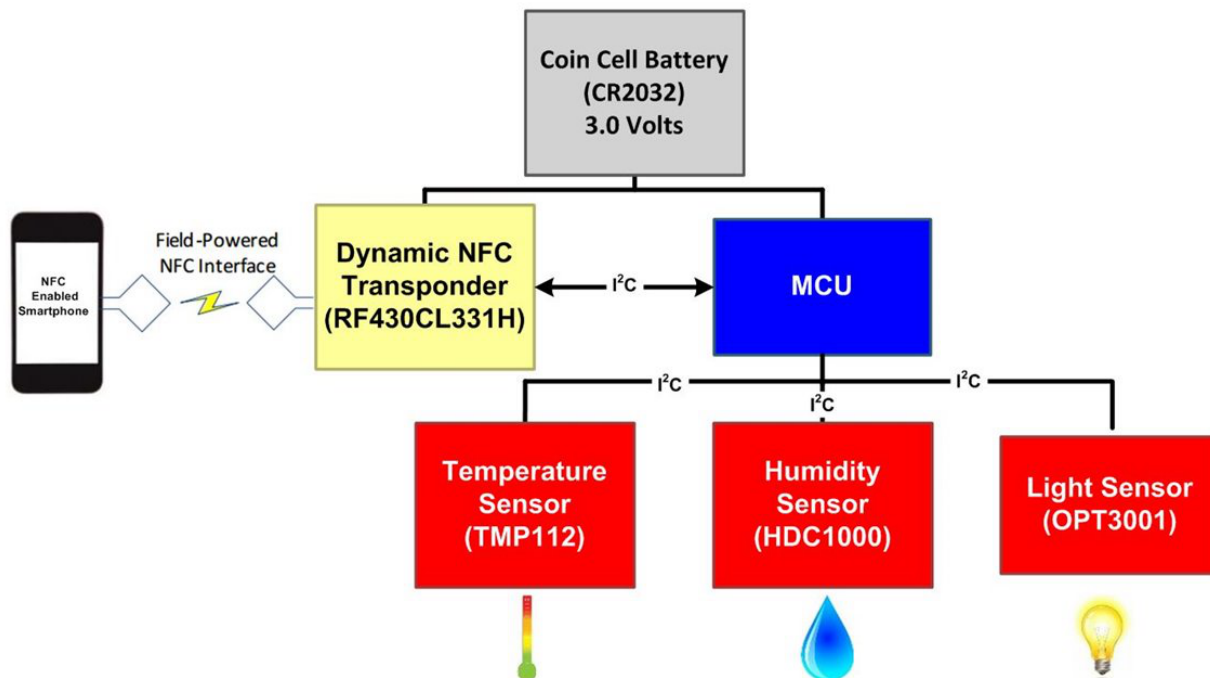 Coin Cell Battery
(CR2032)
3.0 Volts
NFC
Enabled
Smartphone
Field-Powered
NFC Interface
Dynamic NFC
Transponder
(RF430CL331H)
I²C
MCU
I²C
I²C
I²C
Temperature
Sensor
(TMP112)
Humidity
Sensor
(HDC1000)
Light Sensor
(OPT3001)